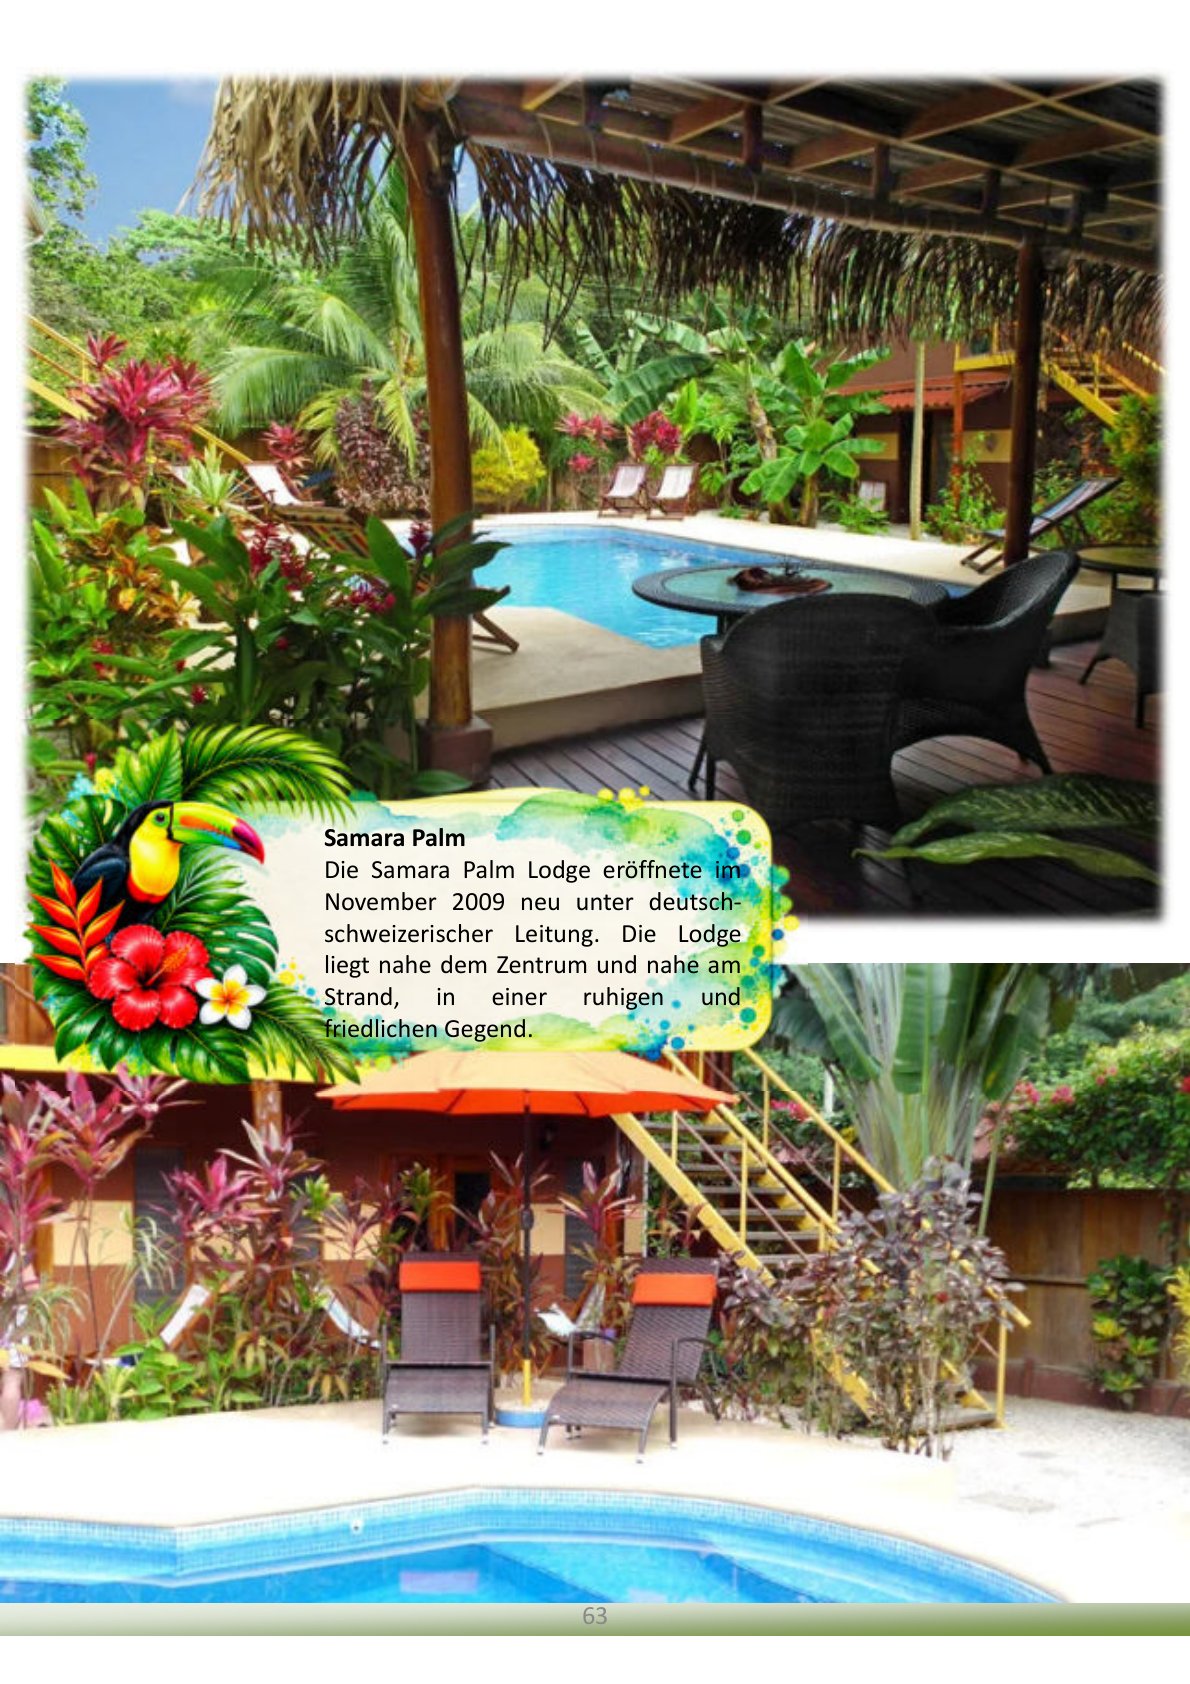 Samara Palm
Die Samara Palm Lodge eröffnete im
November 2009 neu unter deutsch-
schweizerischer Leitung. Die Lodge
liegt nahe dem Zentrum und nahe am
Strand, in einer ruhigen und
friedlichen Gegend.
63